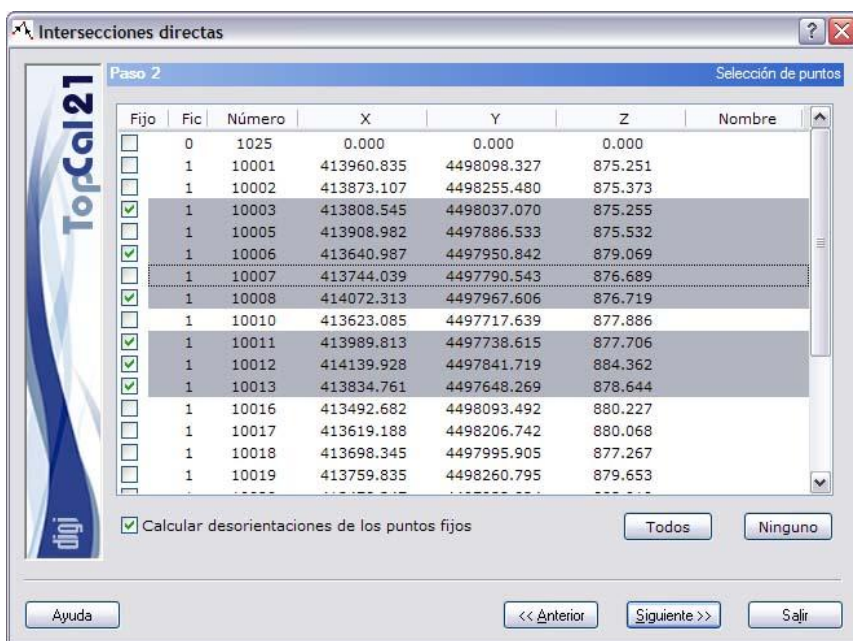 Intersecciones directas
TopCal21
digi
Paso 2 Selección de puntos
Fijo Fic Número X Y Z Nombre
0 1025 0.000 0.000 0.000
1 10001 413960.835 4498098.327 875.251
1 10002 413873.107 4498255.480 875.373
1 10003 413808.545 4498037.070 875.255
1 10005 413908.982 4497886.533 875.532
1 10006 413640.987 4497950.842 879.069
1 10007 413744.039 4497790.543 876.689
1 10008 414072.313 4497967.606 876.719
1 10010 413623.085 4497717.639 877.886
1 10011 413989.813 4497738.615 877.706
1 10012 414139.928 4497841.719 884.362
1 10013 413834.761 4497648.269 878.644
1 10016 413492.682 4498093.492 880.227
1 10017 413619.188 4498206.742 880.068
1 10018 413698.345 4497995.905 877.267
1 10019 413759.835 4498260.795 879.653
Calcular desorientaciones de los puntos fijos Todos Ninguno
Ayuda << Anterior Siguiente >> Salir